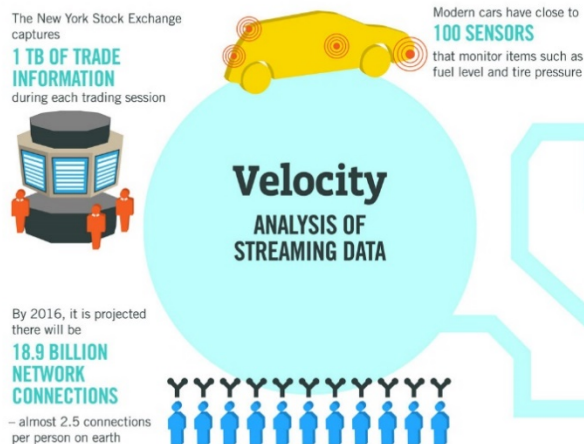 The New York Stock Exchange
captures
1 TB OF TRADE
INFORMATION
during each trading session
Modern cars have close to
100 SENSORS
that monitor items such as
fuel level and tire pressure
Velocity
ANALYSIS OF
STREAMING DATA
By 2016, it is projected
there will be
18.9 BILLION
NETWORK
CONNECTIONS
– almost 2.5 connections
per person on earth